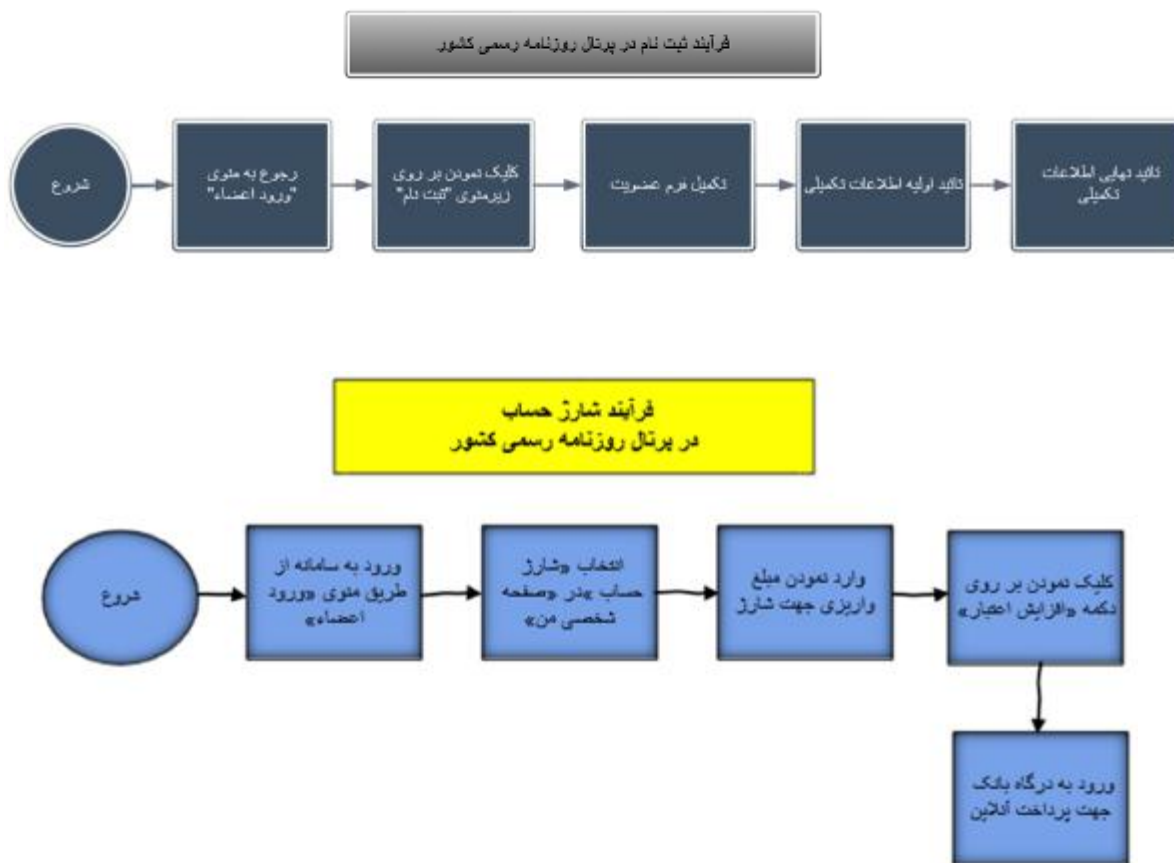 فرآیند ثبت نام در پرتال روزنامه رسمی کشور
شروع
رجوع به منوی
"ورود اعضاء"
کلیک نمودن بر روی
زیرمنوی "ثبت نام"
تکمیل فرم عضویت
تائید اولیه اطلاعات تکمیلی
تائید نهایی اطلاعات
تکمیلی
فرآیند شارژ حساب
در پرتال روزنامه رسمی کشور
شروع
ورود به سامانه از
طریق منوی «ورود
اعضاء»
انتخاب «شارژ
حساب »در «صفحه
شخصی من»
وارد نمودن مبلغ
واریزی جهت شارژ
کلیک نمودن بر روی
دکمه «افزایش اعتبار»
ورود به درگاه بانک
جهت پرداخت آنلاین